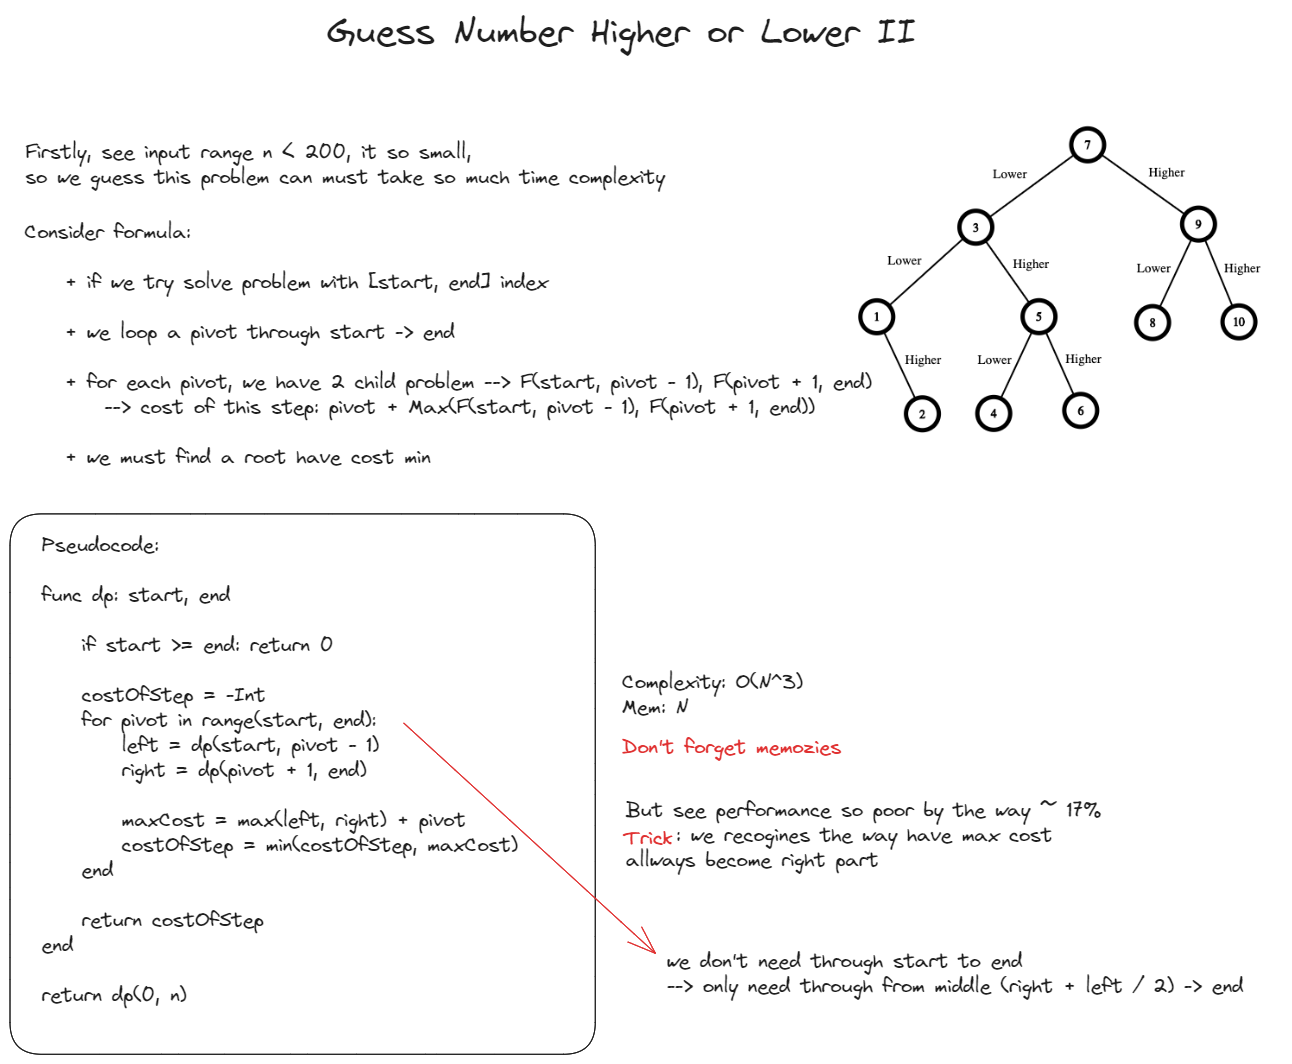 Guess Number Higher or Lower II
Firstly, see input range n < 200, it so small,
so we guess this problem can must take so much time complexity
Consider formula:
+ if we try solve problem with [start, end] index
+ we loop a pivot through start -> end
+ for each pivot, we have 2 child problem --> F(start, pivot - 1), F(pivot + 1, end)
--> cost of this step: pivot + Max(F(start, pivot - 1), F(pivot + 1, end))
+ we must find a root have cost min
7
Lower
Higher
3
9
Lower
Higher
Lower
Higher
1
5
8
10
Higher
Lower
Higher
2
4
6
Pseudocode:
func dp: start, end
if start >= end: return 0
costOfStep = -Int
for pivot in range(start, end):
left = dp(start, pivot - 1)
right = dp(pivot + 1, end)
maxCost = max(left, right) + pivot
costOfStep = min(costOfStep, maxCost)
end
return costOfStep
end
return dp(0, n)
Complexity: O(N^3)
Mem: N
Don't forget memozies
But see performance so poor by the way ~ 17%
Trick: we recogines the way have max cost
allways become right part
we don't need through start to end
--> only need through from middle (right + left / 2) -> end